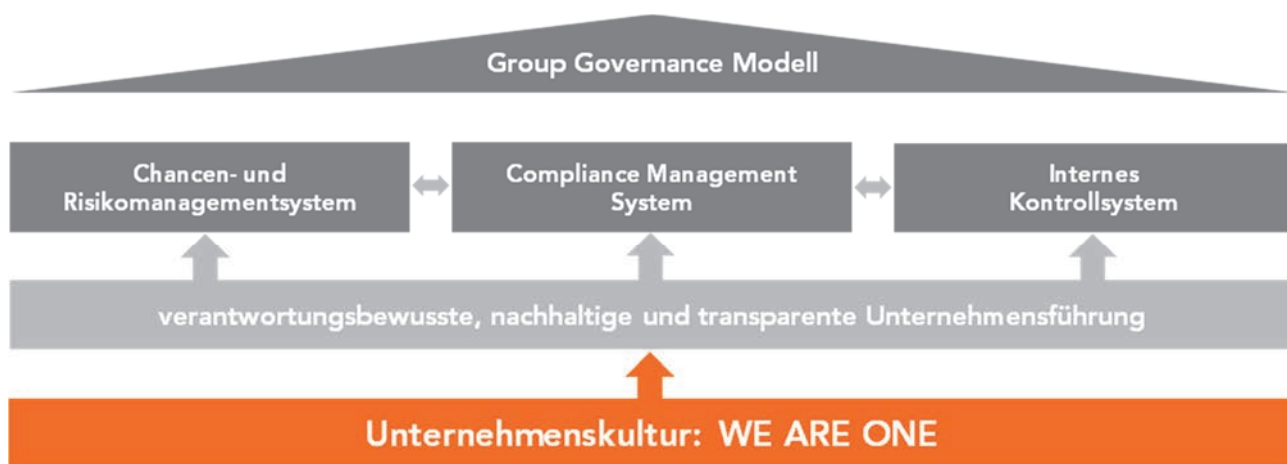 Group Governance Modell
Chancen- und
Risikomanagementsystem
Compliance Management
System
Internes
Kontrollsystem
verantwortungsbewusste, nachhaltige und transparente Unternehmensführung
Unternehmenskultur: WE ARE ONE